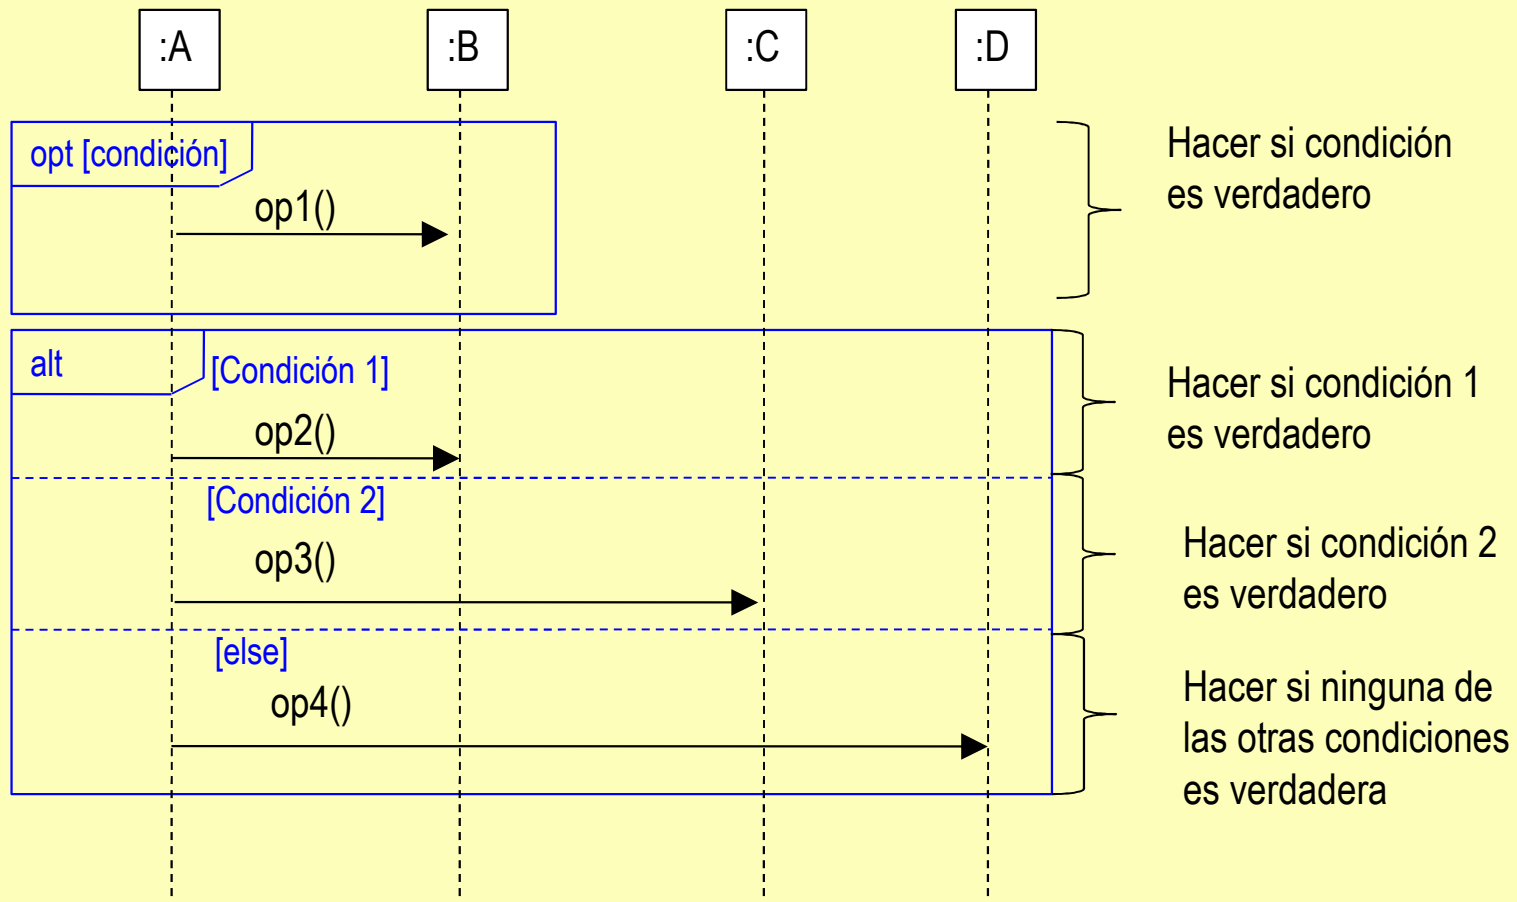 :A
:B
:C
:D
opt [condición]
op1()
Hacer si condición
es verdadero
alt
[Condición 1]
op2()
Hacer si condición 1
es verdadero
[Condición 2]
op3()
Hacer si condición 2
es verdadero
[else]
op4()
Hacer si ninguna de
las otras condiciones
es verdadera